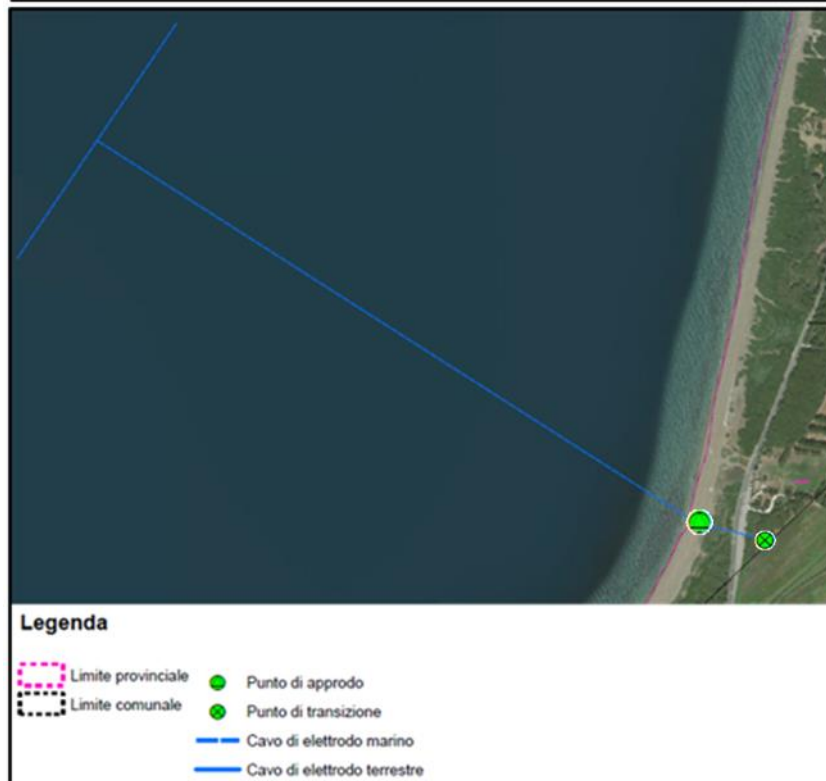 Legenda
Limite provinciale
Limite comunale
Punto di approdo
Punto di transizione
Cavo di elettrodo marino
Cavo di elettrodo terrestre